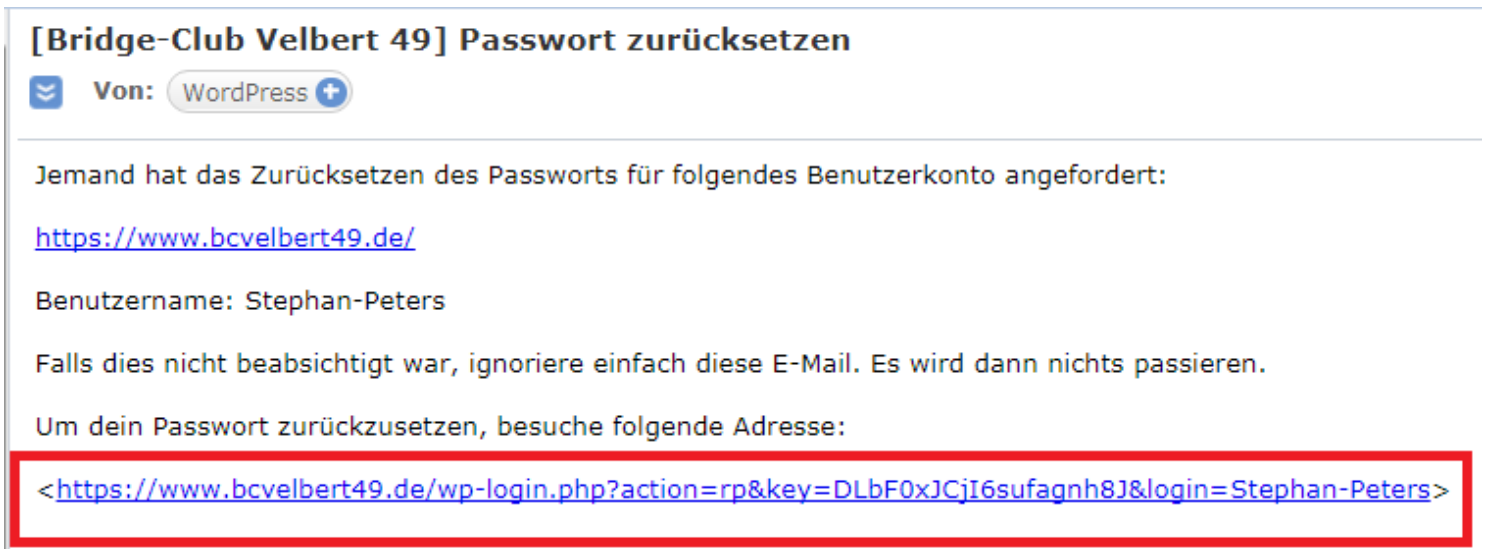 [Bridge-Club Velbert 49] Passwort zurücksetzen
Von: WordPress
Jemand hat das Zurücksetzen des Passworts für folgendes Benutzerkonto angefordert:
https://www.bcvelbert49.de/
Benutzername: Stephan-Peters
Falls dies nicht beabsichtigt war, ignoriere einfach diese E-Mail. Es wird dann nichts passieren.
Um dein Passwort zurückzusetzen, besuche folgende Adresse:
<https://www.bcvelbert49.de/wp-login.php?action=rp&key=DLbF0xJCjI6sufagnh8J&login=Stephan-Peters>